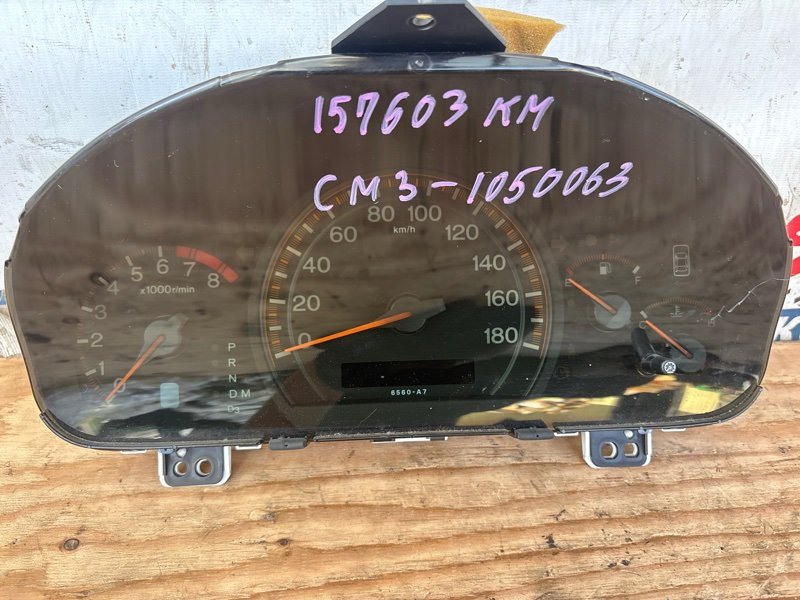 157603 KM
CM3-1050063
80 100
60 120
km/h
40 140
20 160
0 180
6560-A7
5 6 7 8
4
3
2
1
0
x1000r/min
P
R
N
D M
D3
E F
C H